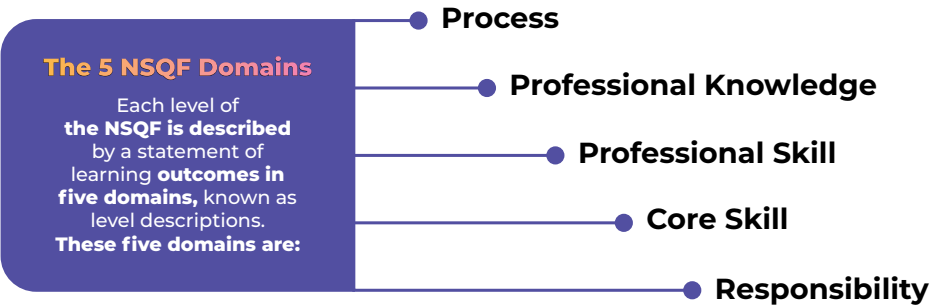 The 5 NSQF Domains
Each level of
the NSQF is described
by a statement of
learning outcomes in
five domains, known as
level descriptions.
These five domains are:
Process
Professional Knowledge
Professional Skill
Core Skill
Responsibility